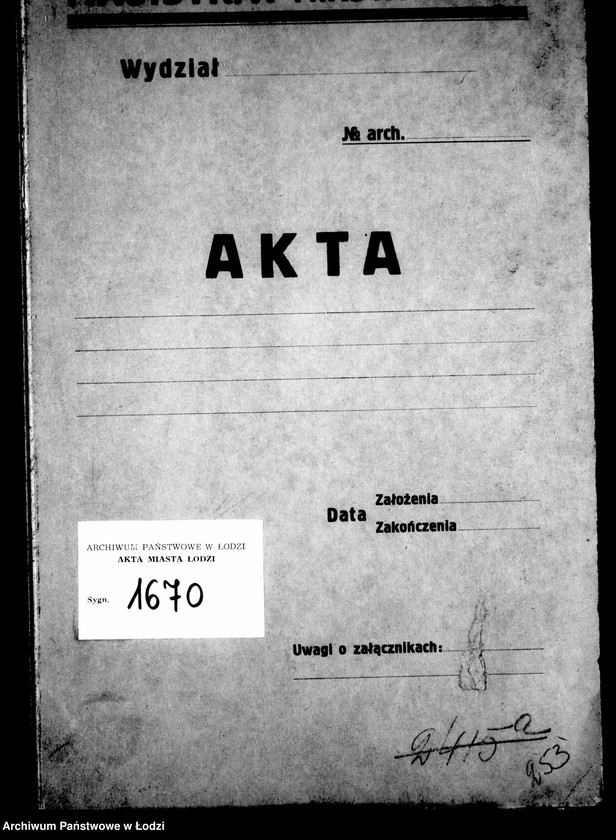 Wydział
№ arch.
AKTA
Data
Założenia
Zakończenia
ARCHIWUM PAŃSTWOWE W ŁODZI
AKTA MIASTA ŁODZI
Sygn. 1670
Uwagi o załącznikach:
253
Archiwum Państwowe w Łodzi